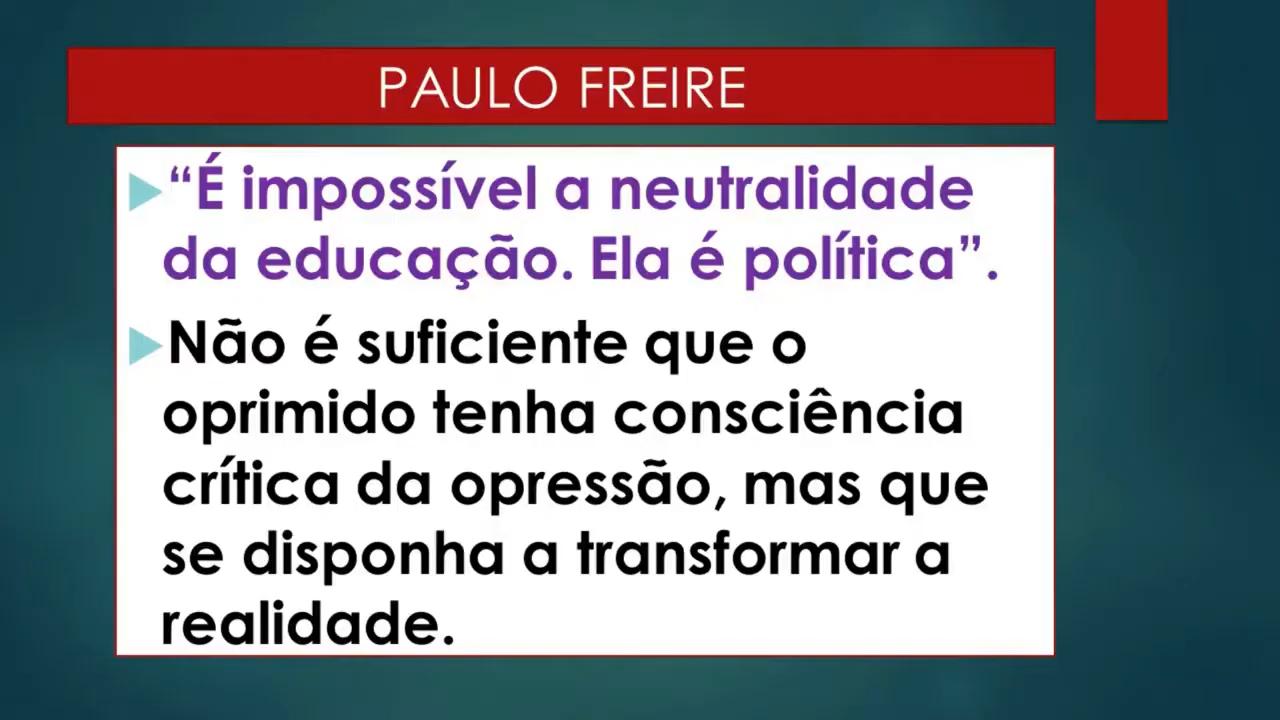 PAULO FREIRE
“É impossível a neutralidade
da educação. Ela é política”.
Não é suficiente que o
oprimido tenha consciência
crítica da opressão, mas que
se disponha a transformar a
realidade.